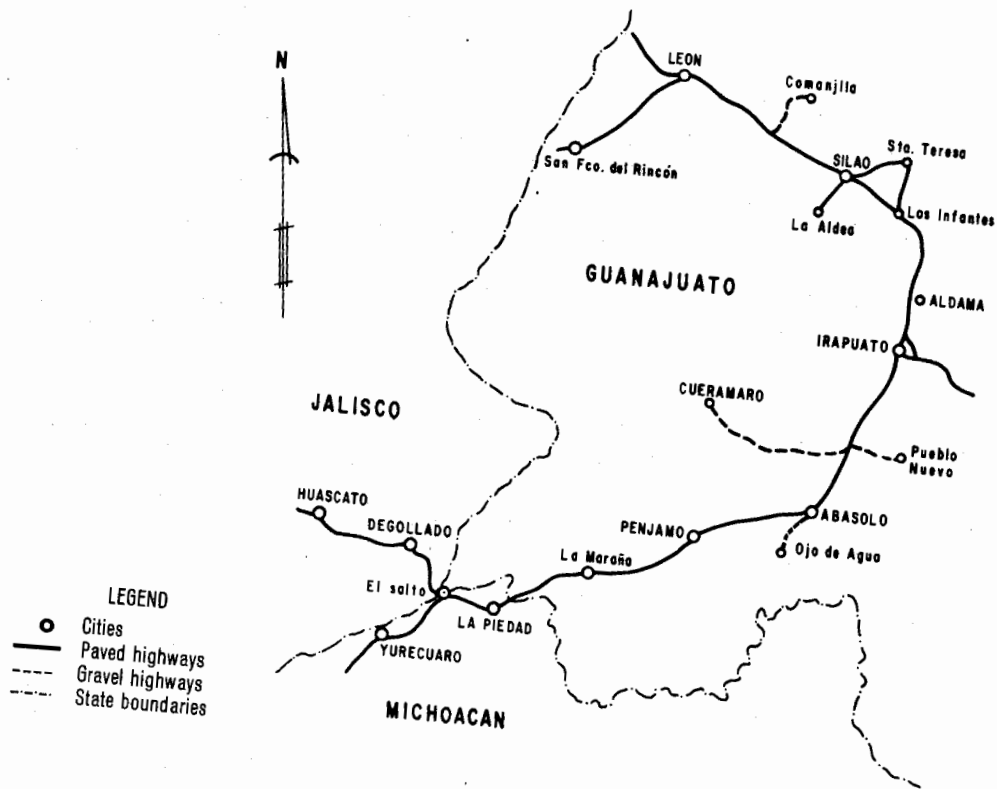 N
LEON
Comanjilla
San Fco. del Rincón
SILAO
Sta. Teresa
La Aldea
Los Infantes
GUANAJUATO
ALDAMA
IRAPUATO
JALISCO
CUERAMARO
Pueblo
Nuevo
HUASCATO
DEGOLLADO
PENJAMO
ABASOLO
La Maraña
Ojo de Agua
El salto
LA PIEDAD
YURECUARO
MICHOACAN
LEGEND
Cities
Paved highways
Gravel highways
State boundaries